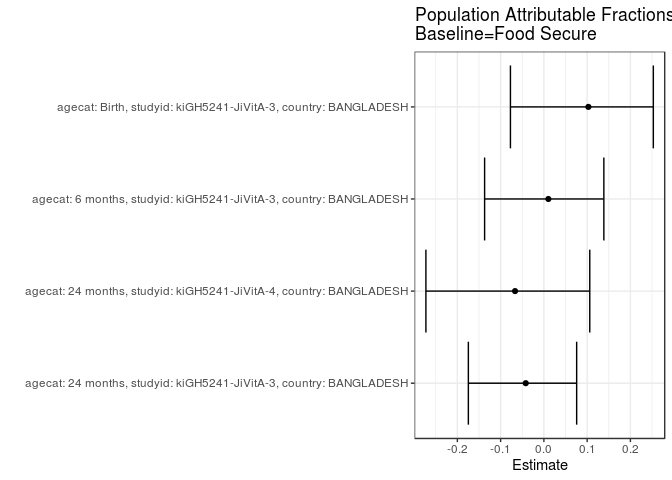 Population Attributable Fractions
Baseline=Food Secure
agecat: Birth, studyid: kiGH5241-JiVitA-3, country: BANGLADESH
agecat: 6 months, studyid: kiGH5241-JiVitA-3, country: BANGLADESH
agecat: 24 months, studyid: kiGH5241-JiVitA-4, country: BANGLADESH
agecat: 24 months, studyid: kiGH5241-JiVitA-3, country: BANGLADESH
-0.2 -0.1 0.0 0.1 0.2
Estimate